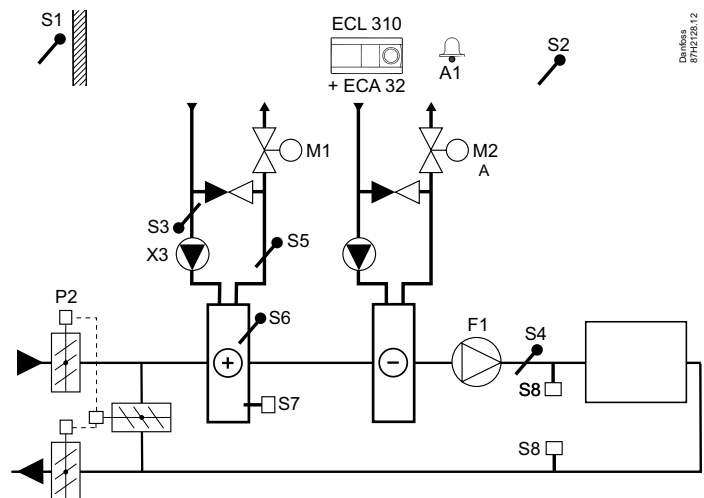 S1
ECL 310
+ ECA 32
A1
S2
Danfoss
87H2128.12
M1
M2
A
S3
X3
S5
P2
S6
F1
S4
+
−
S8
S7
S8